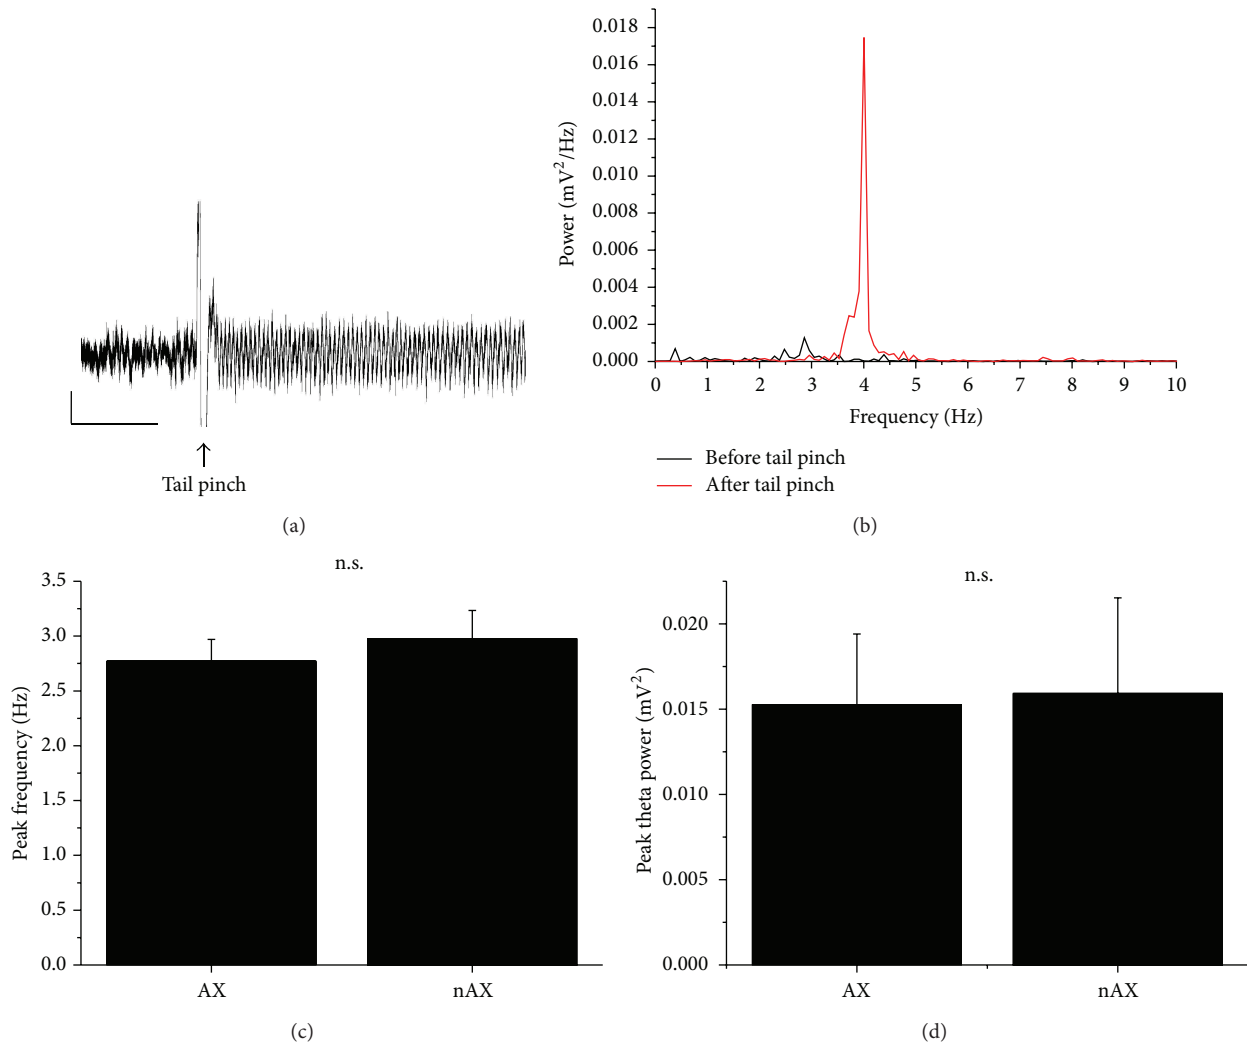 Tail pinch
(a)
0.018
0.016
0.014
0.012
0.010
0.008
0.006
0.004
0.002
0.000
Power (mV²/Hz)
0 1 2 3 4 5 6 7 8 9 10
Frequency (Hz)
Before tail pinch
After tail pinch
(b)
n.s.
3.5
3.0
2.5
2.0
1.5
1.0
0.5
0.0
Peak frequency (Hz)
AX nAX
(c)
n.s.
0.020
0.015
0.010
0.005
0.000
Peak theta power (mV²)
AX nAX
(d)